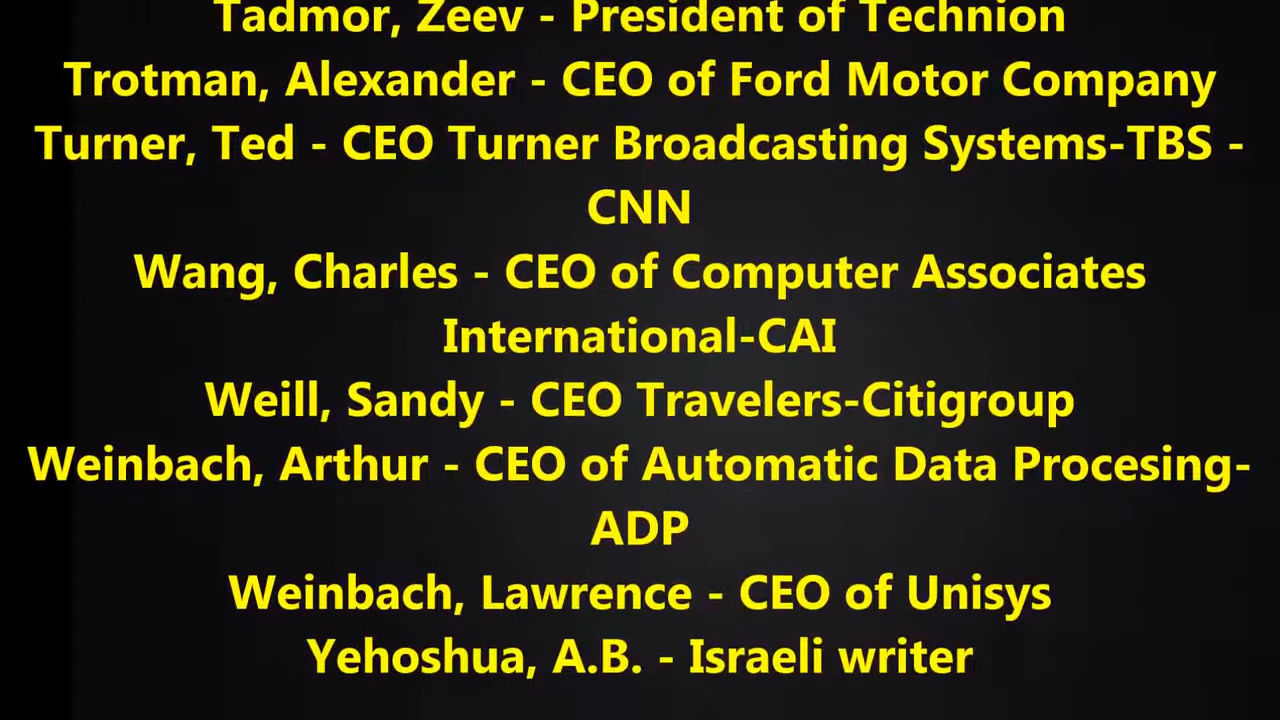 Tadmor, Zeev - President of Technion
Trotman, Alexander - CEO of Ford Motor Company
Turner, Ted - CEO Turner Broadcasting Systems-TBS -
CNN
Wang, Charles - CEO of Computer Associates
International-CAI
Weill, Sandy - CEO Travelers-Citigroup
Weinbach, Arthur - CEO of Automatic Data Procesing-
ADP
Weinbach, Lawrence - CEO of Unisys
Yehoshua, A.B. - Israeli writer